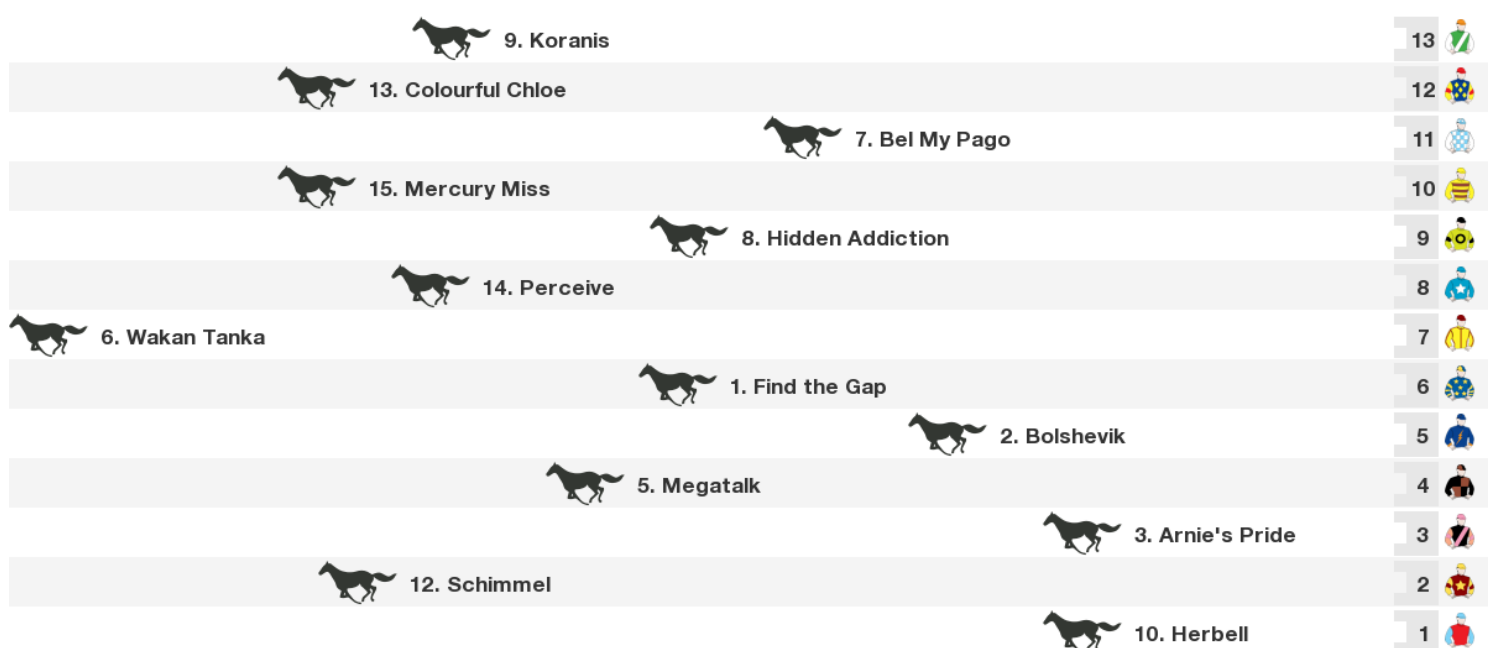 9. Koranis 13
13. Colourful Chloe 12
7. Bel My Pago 11
15. Mercury Miss 10
8. Hidden Addiction 9
14. Perceive 8
6. Wakan Tanka 7
1. Find the Gap 6
2. Bolshevik 5
5. Megatalk 4
3. Arnie's Pride 3
12. Schimmel 2
10. Herbell 1